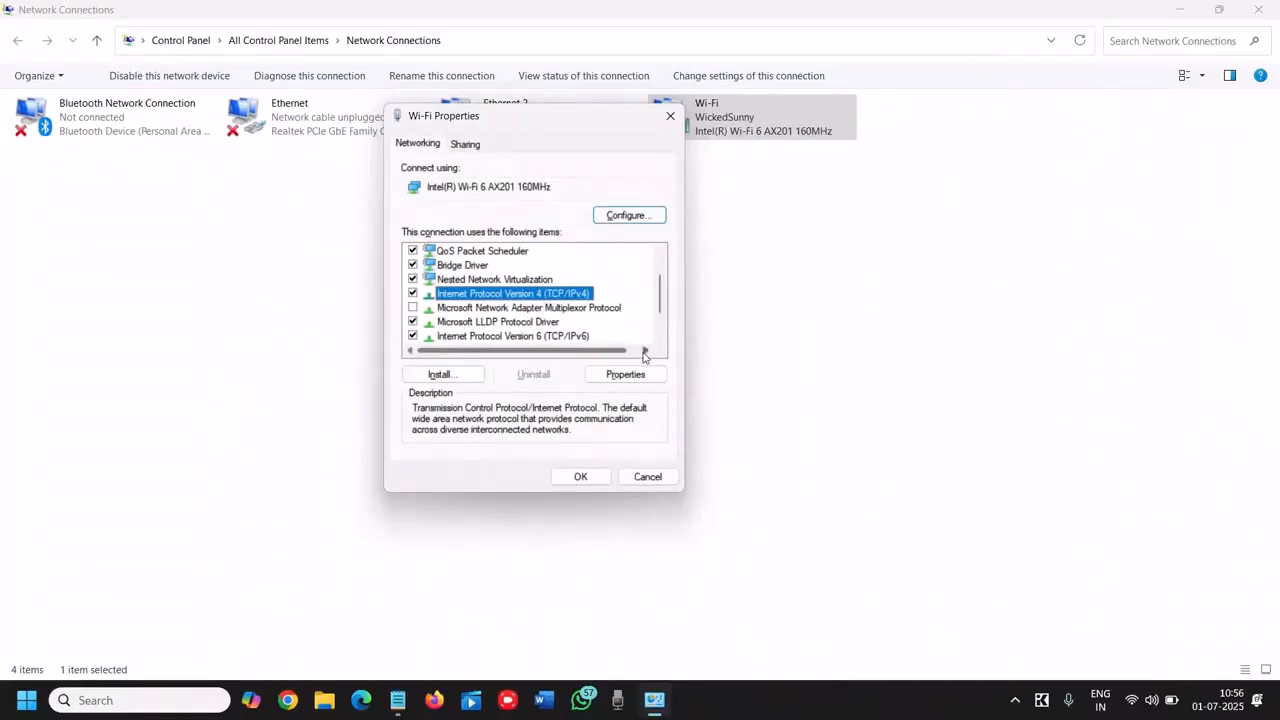 Network Connections
Control Panel > All Control Panel Items > Network Connections
Search Network Connections
Organize
Disable this network device
Diagnose this connection
Rename this connection
View status of this connection
Change settings of this connection
Bluetooth Network Connection
Not connected
Bluetooth Device (Personal Area ...
Ethernet
Network cable unplugged
Realtek PCIe GbE Family C
Ethernet 2
Wi-Fi
WickedSunny
Intel(R) Wi-Fi 6 AX201 160MHz
Wi-Fi Properties
Networking
Sharing
Connect using:
Intel(R) Wi-Fi 6 AX201 160MHz
Configure...
This connection uses the following items:
QoS Packet Scheduler
Bridge Driver
Nested Network Virtualization
Internet Protocol Version 4 (TCP/IPv4)
Microsoft Network Adapter Multiplexor Protocol
Microsoft LLDP Protocol Driver
Internet Protocol Version 6 (TCP/IPv6)
Install...
Uninstall
Properties
Description
Transmission Control Protocol/Internet Protocol. The default
wide area network protocol that provides communication
across diverse interconnected networks.
OK
Cancel
4 items
1 item selected
Search
57
ENG
IN
10:56
01-07-2025